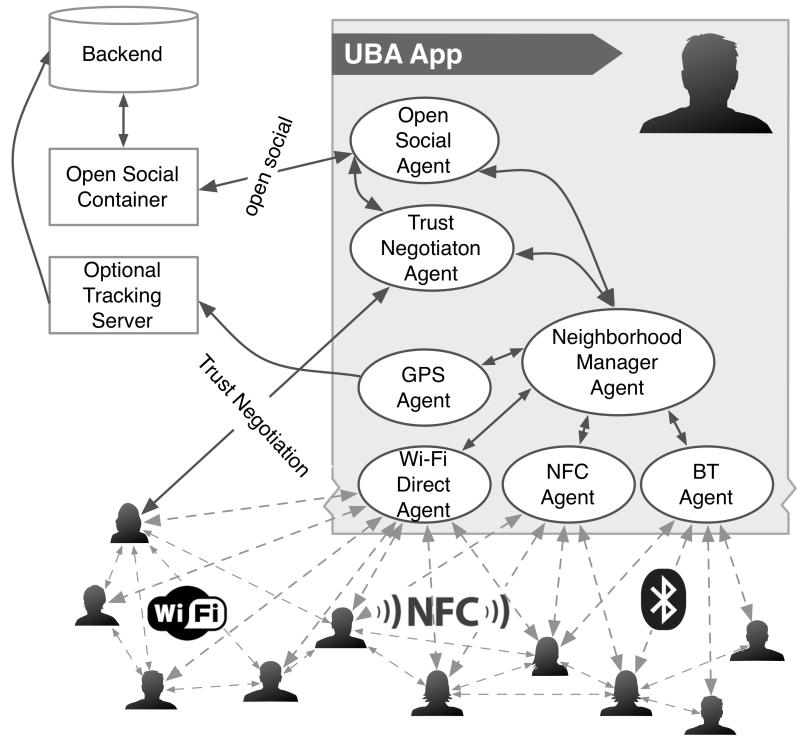 Backend
UBA App
Open
Social
Agent
open social
Open Social
Container
Trust
Negotiaton
Agent
Optional
Tracking
Server
Neighborhood
Manager
Agent
GPS
Agent
Trust Negotiation
Wi-Fi
Direct
Agent
NFC
Agent
BT
Agent
WiFi
NFC